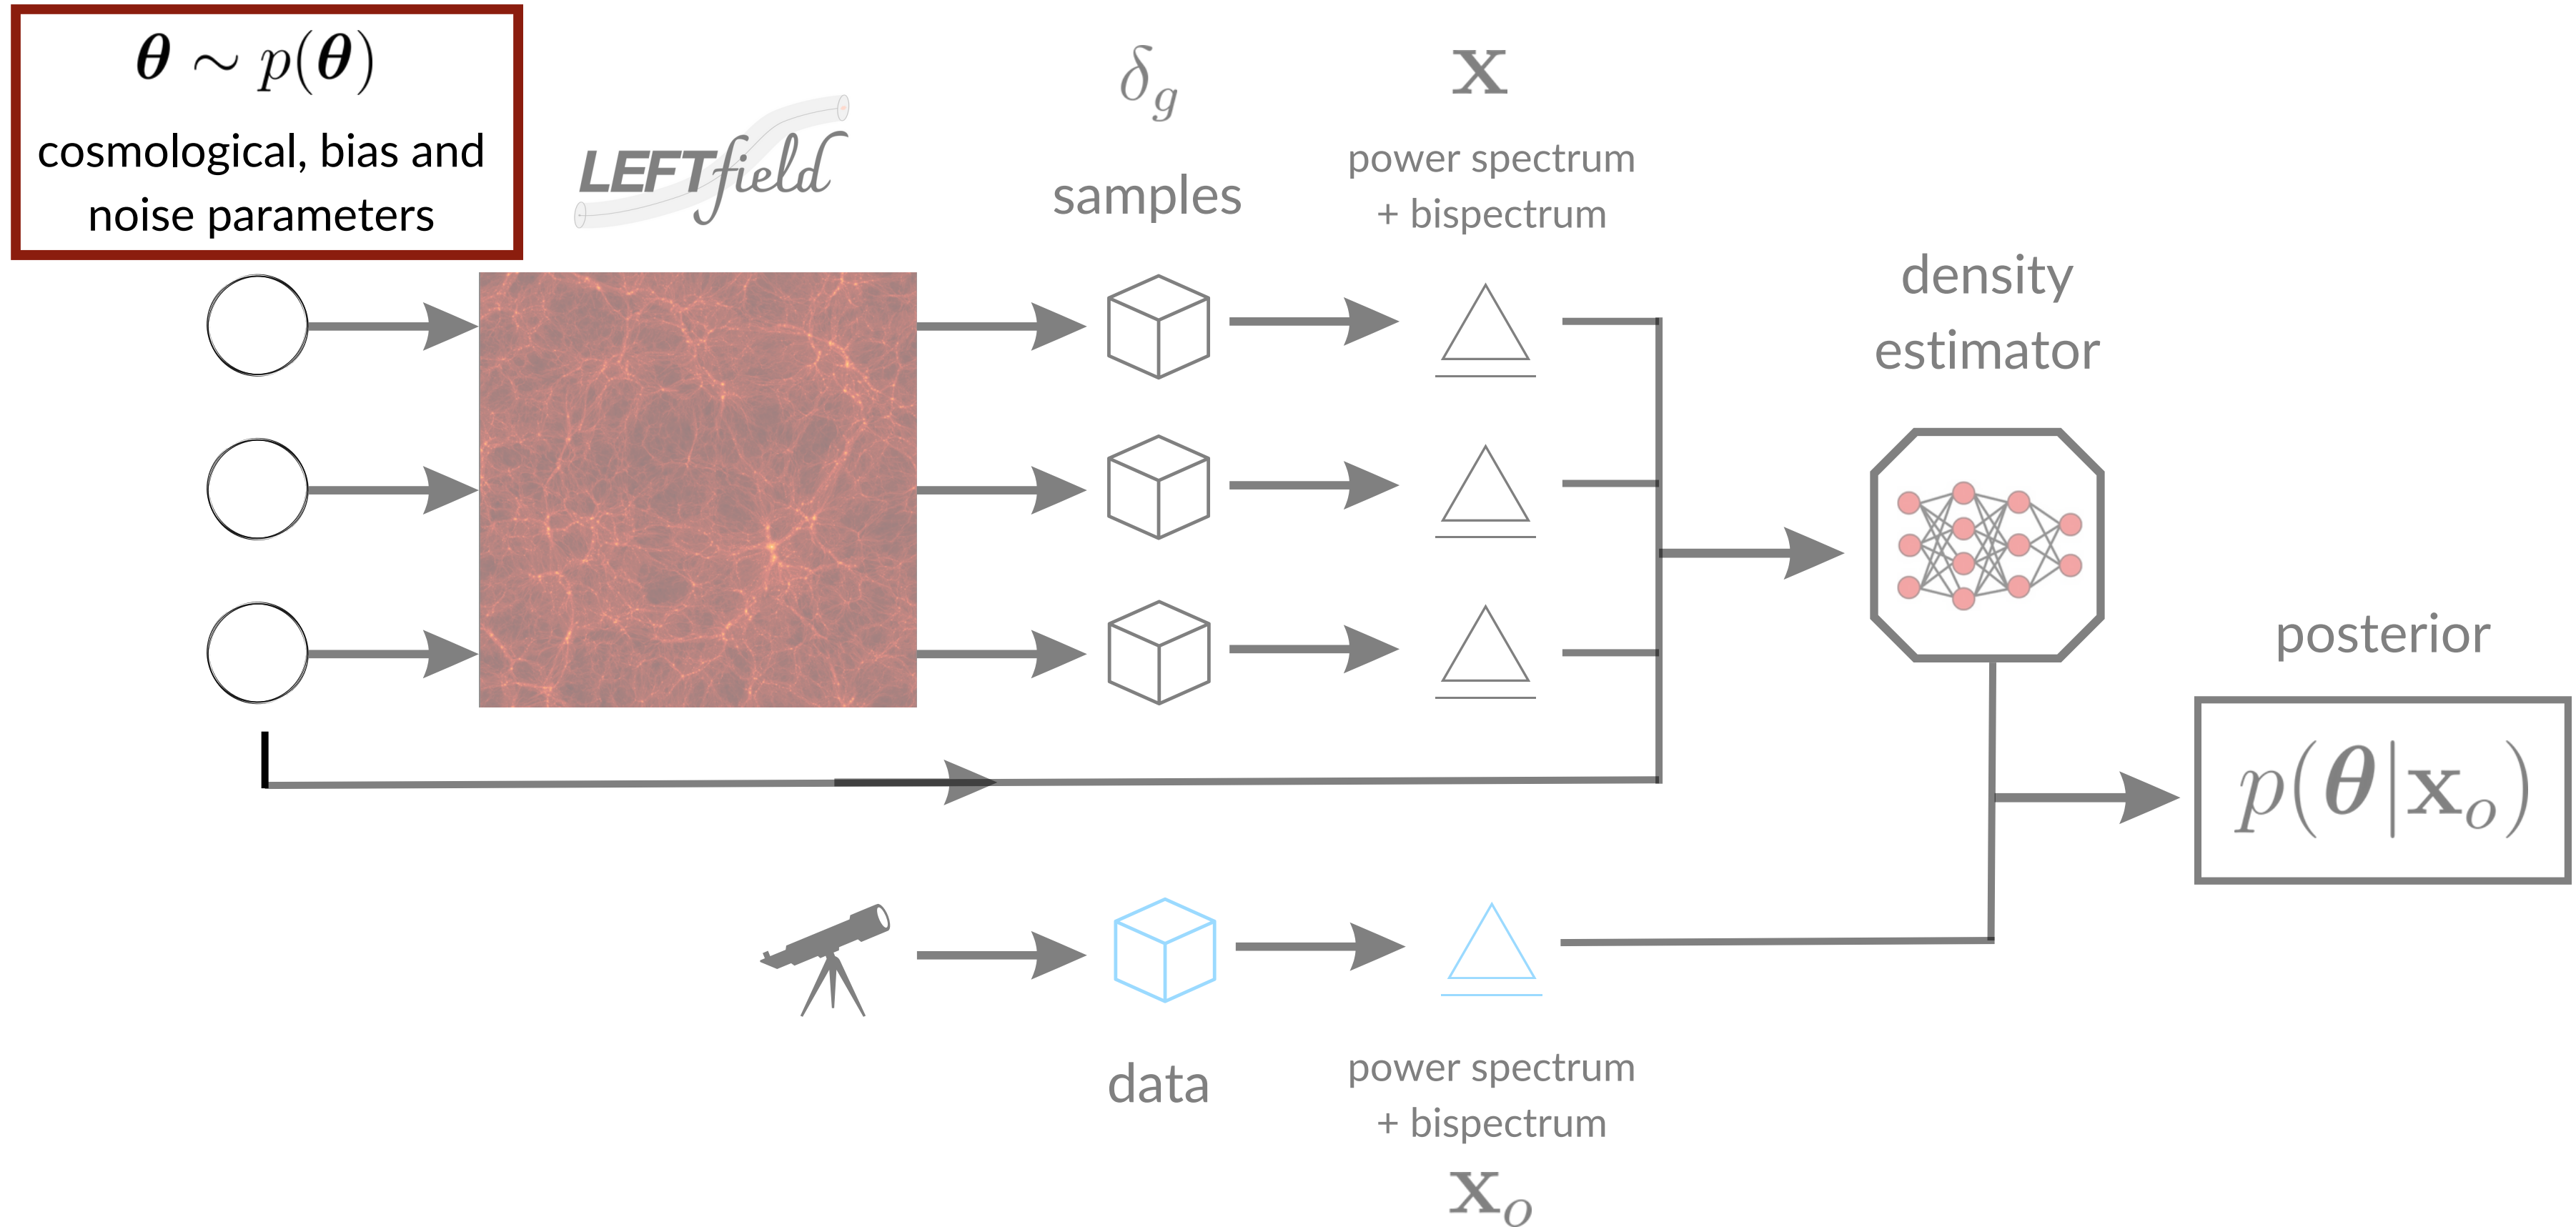 θ ∼ p(θ)
cosmological, bias and
noise parameters
LEFTfield
δ_g
samples
x
power spectrum
+ bispectrum
density
estimator
posterior
p(θ|x_o)
data
power spectrum
+ bispectrum
x_o